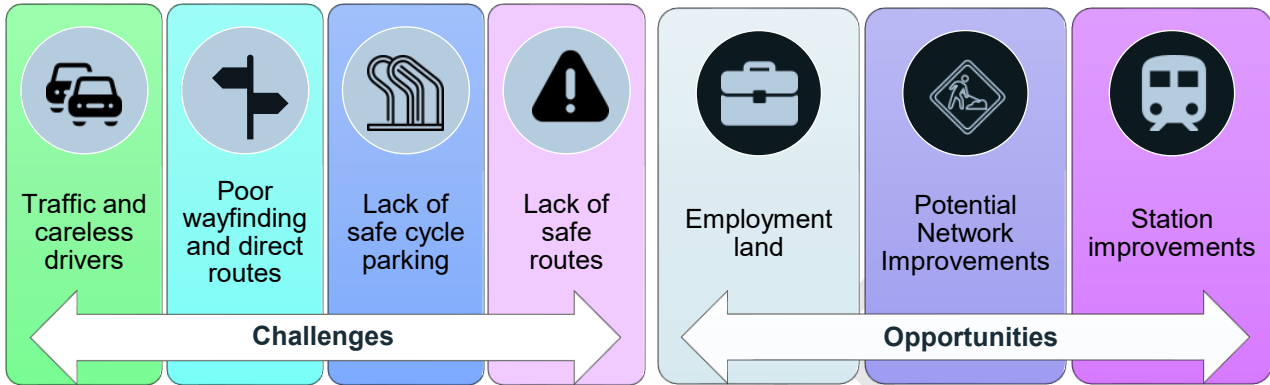 Traffic and
careless
drivers
Poor
wayfinding
and direct
routes
Lack of
safe cycle
parking
Lack of
safe
routes
Challenges
Employment
land
Potential
Network
Improvements
Station
improvements
Opportunities